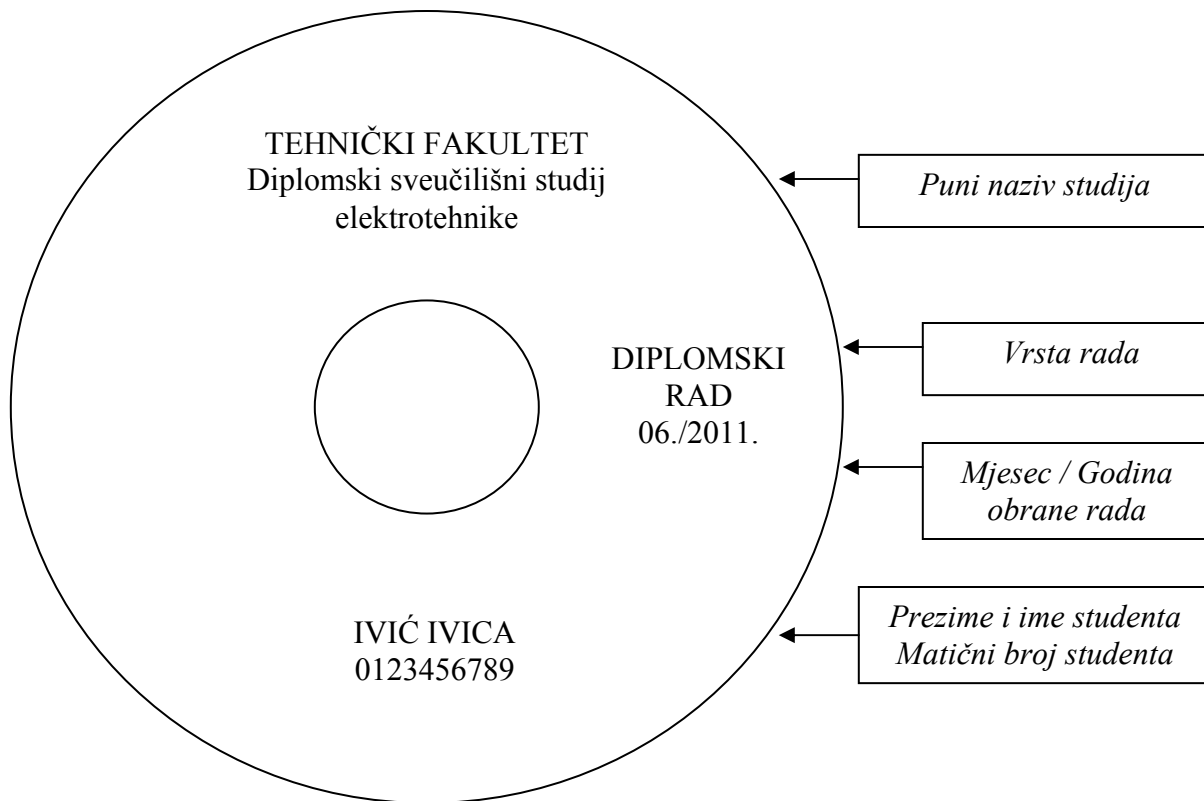 TEHNIČKI FAKULTET
Diplomski sveučilišni studij
elektrotehnike
Puni naziv studija
DIPLOMSKI
RAD
06./2011.
Vrsta rada
Mjesec / Godina
obrane rada
IVIĆ IVICA
0123456789
Prezime i ime studenta
Matični broj studenta